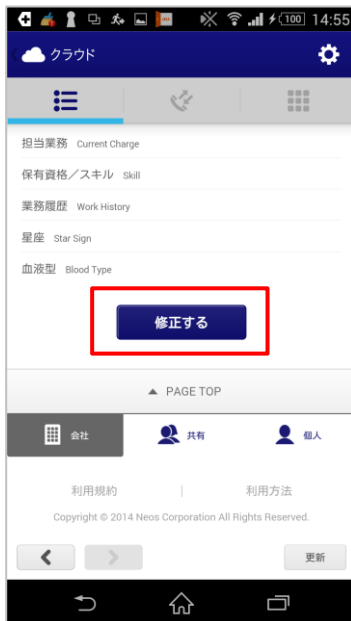 100 14:55
クラウド
担当業務 Current Charge
保有資格／スキル Skill
業務履歴 Work History
星座 Star Sign
血液型 Blood Type
修正する
▲ PAGE TOP
会社 共有 個人
利用規約 | 利用方法
Copyright © 2014 Neos Corporation All Rights Reserved.
更新